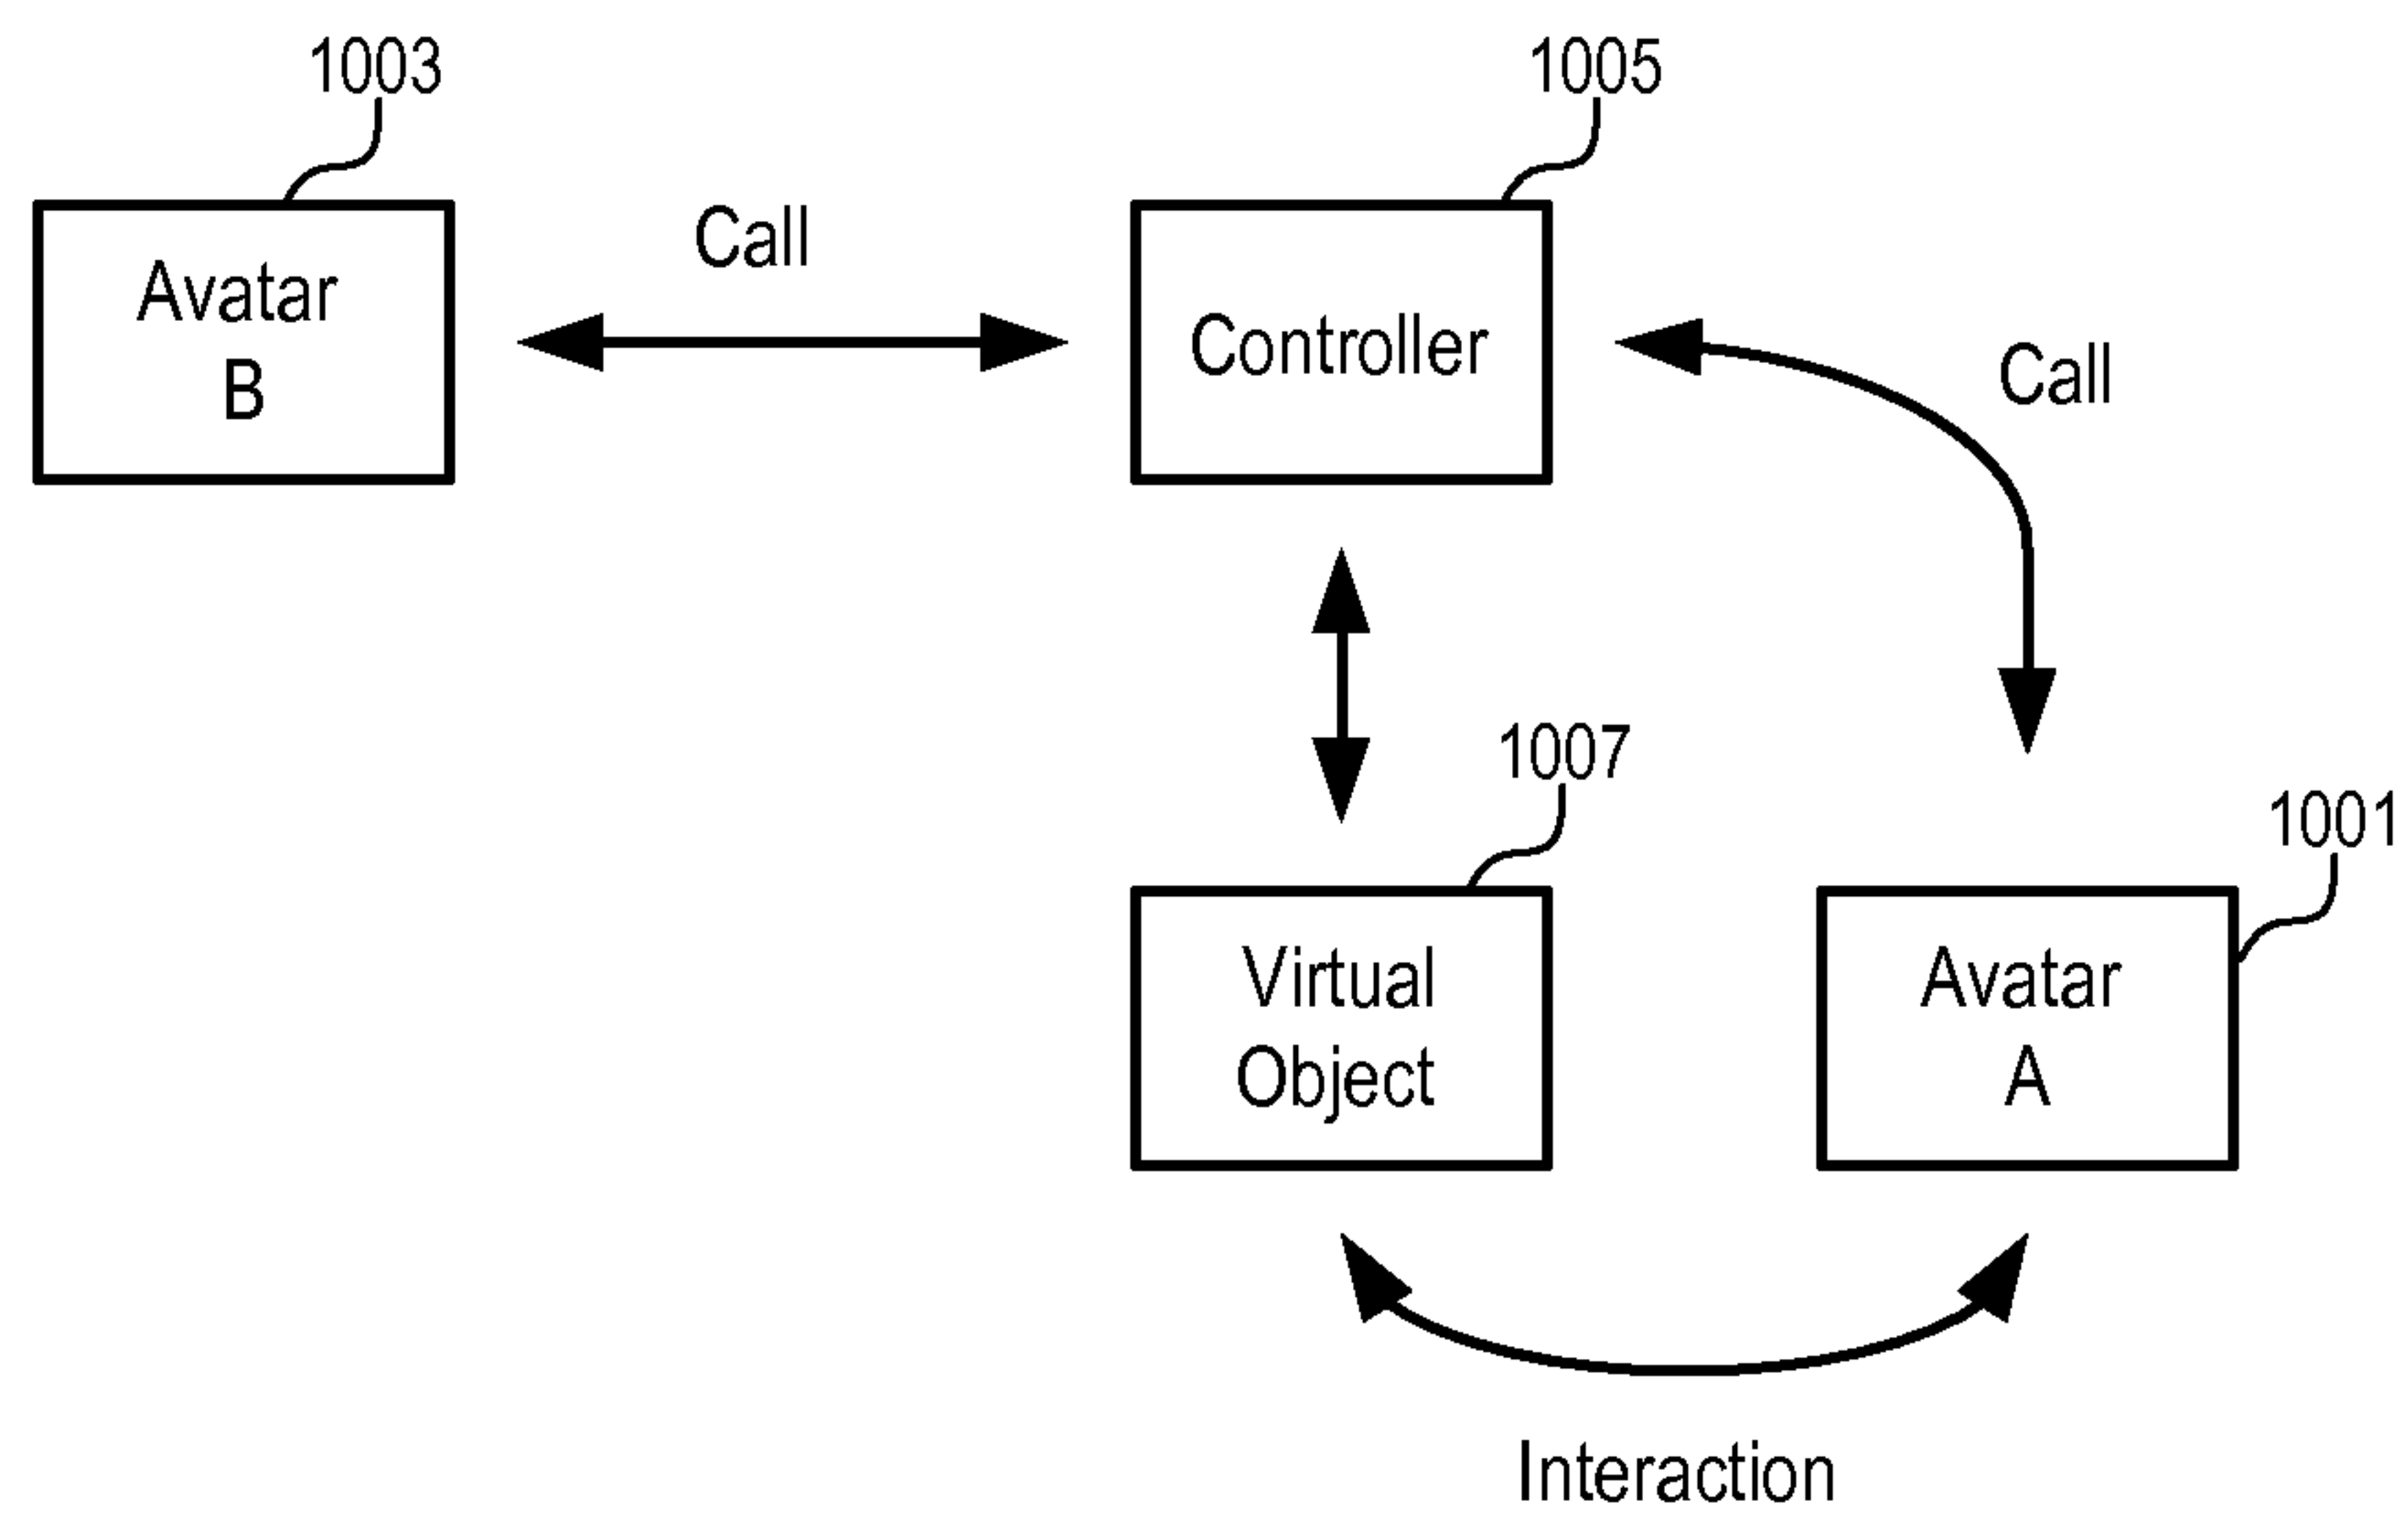 1003
1005
Avatar
B
Call
Controller
Call
1007
1001
Virtual
Object
Avatar
A
Interaction